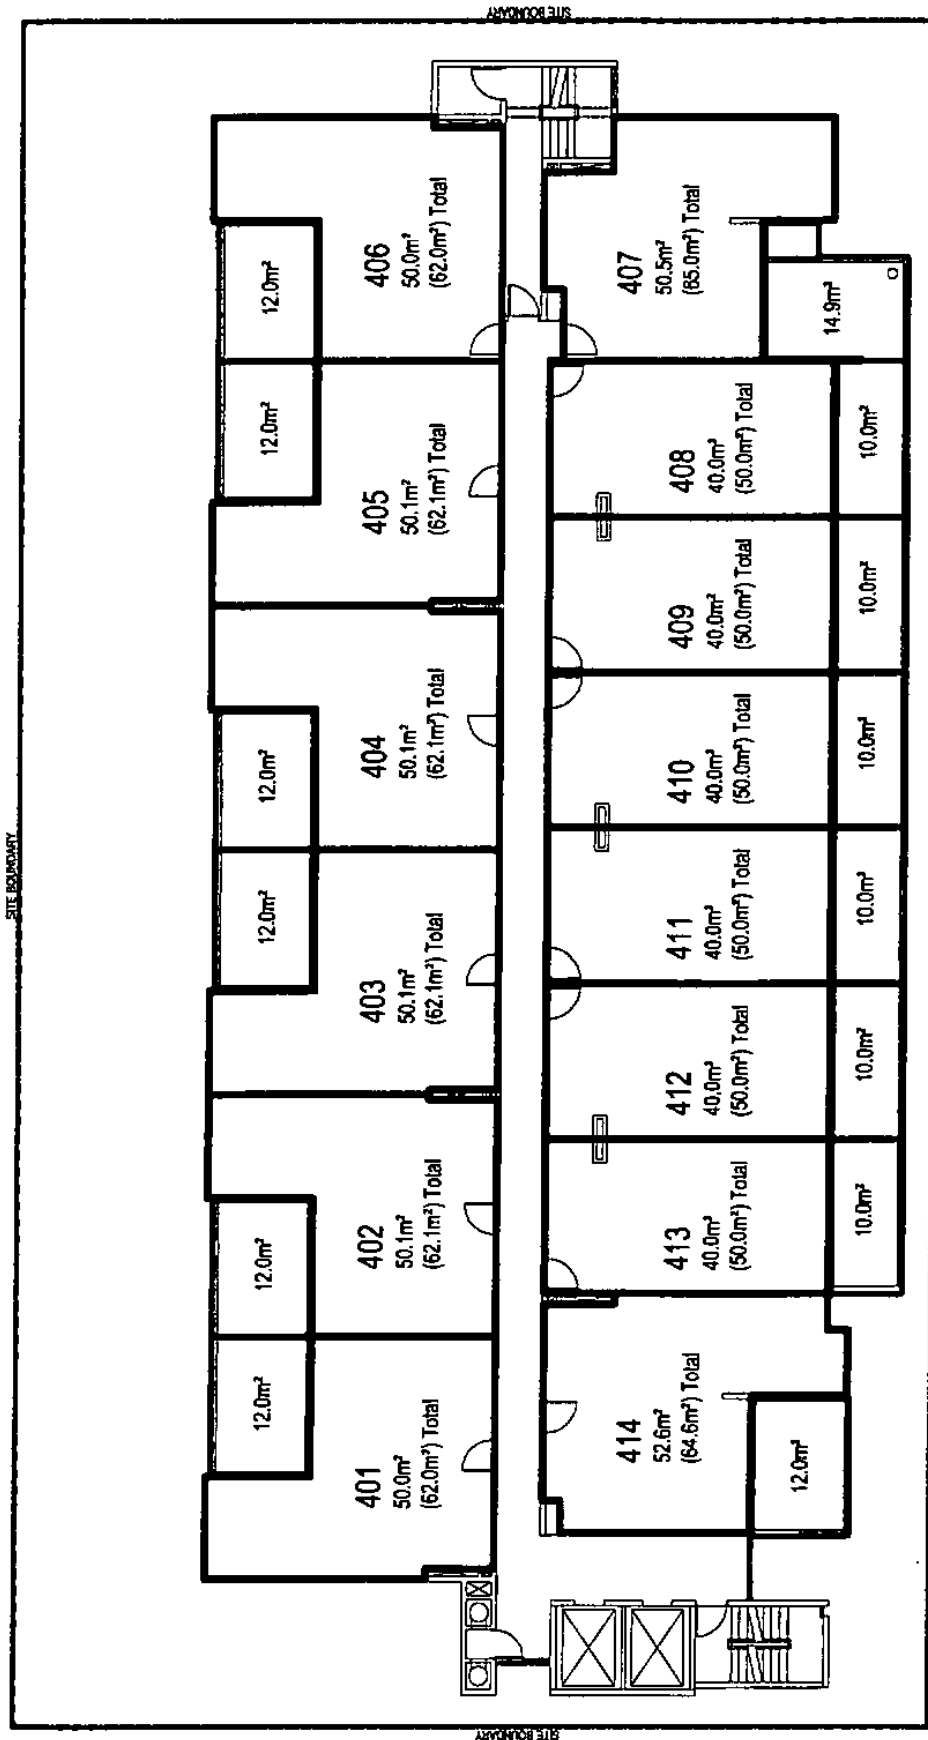 SITE BOUNDARY
SITE BOUNDARY
SITE BOUNDARY
12.0m²
12.0m²
12.0m²
12.0m²
12.0m²
12.0m²
401
50.0m²
(62.0m²) Total
402
50.1m²
(62.1m²) Total
403
50.1m²
(62.1m²) Total
404
50.1m²
(62.1m²) Total
405
50.1m²
(62.1m²) Total
406
50.0m²
(62.0m²) Total
414
52.6m²
(64.6m²) Total
413
40.0m²
(50.0m²) Total
412
40.0m²
(50.0m²) Total
411
40.0m²
(50.0m²) Total
410
40.0m²
(50.0m²) Total
409
40.0m²
(50.0m²) Total
408
40.0m²
(50.0m²) Total
407
50.5m²
(65.0m²) Total
12.0m²
10.0m²
10.0m²
10.0m²
10.0m²
10.0m²
10.0m²
14.9m²